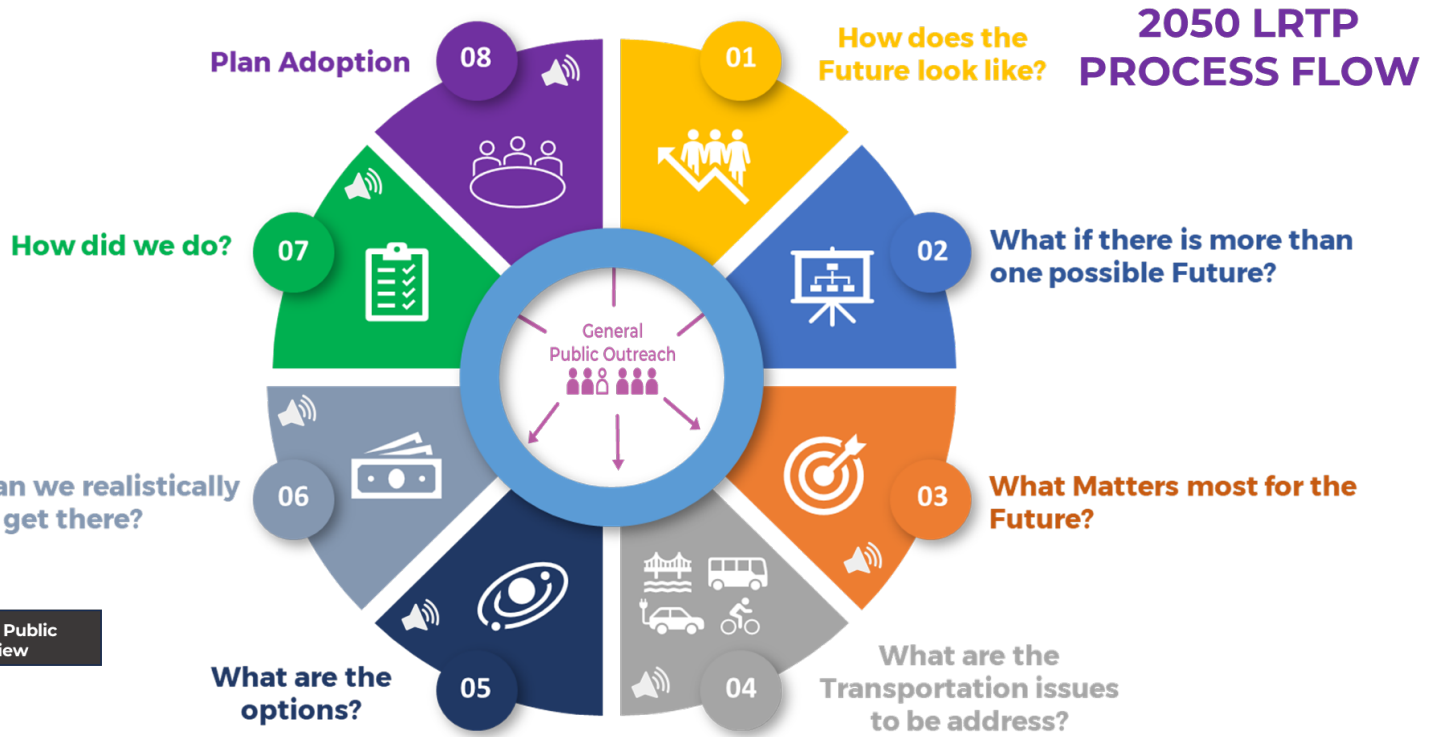 2050 LRTP
PROCESS FLOW
01
How does the
Future look like?
02
What if there is more than
one possible Future?
03
What Matters most for the
Future?
04
What are the
Transportation issues
to be address?
05
What are the
options?
06
we realistically
get there?
07
How did we do?
08
Plan Adoption
General
Public Outreach
Public